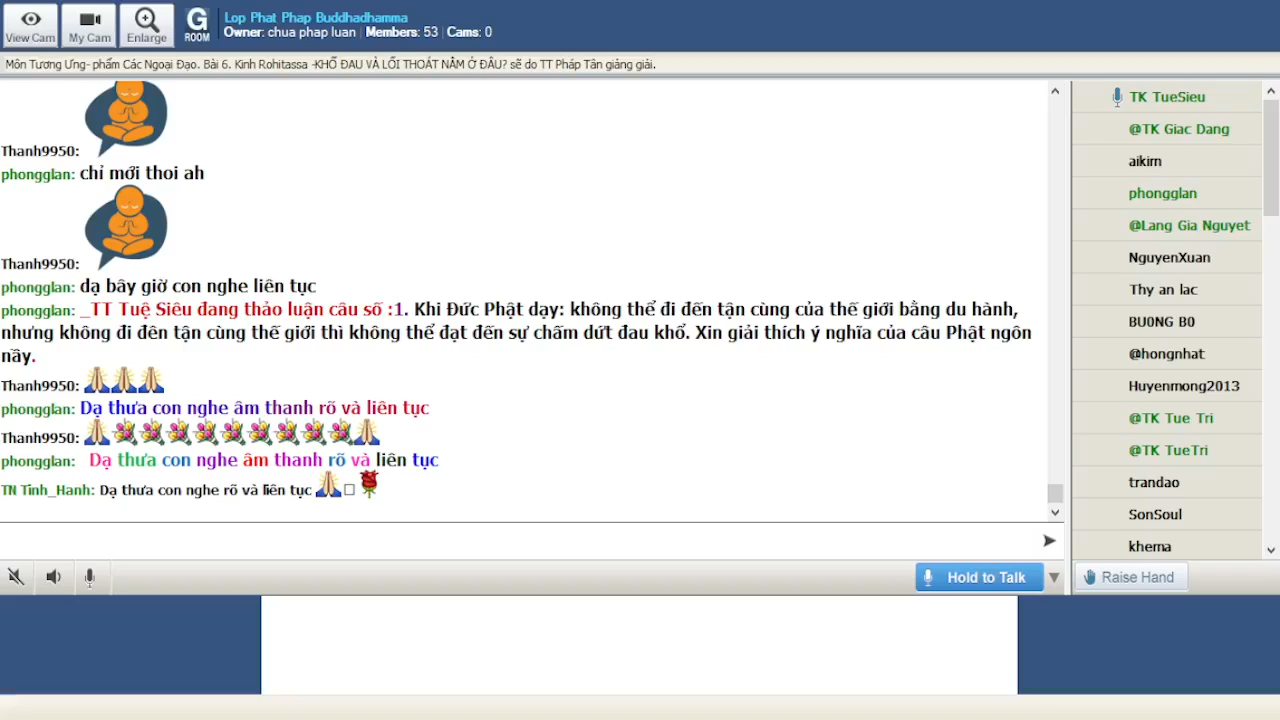 View Cam
My Cam
Enlarge
G
ROOM
Lop Phat Phap Buddhadhamma
Owner: chua phap luan | Members: 53 | Cams: 0
Môn Tương Ưng- phẩm Các Ngoại Đạo. Bài 6. Kinh Rohitassa -KHỔ ĐAU VÀ LỐI THOÁT NẰM Ở ĐÂU? sẽ do TT Pháp Tân giảng giải.
Thanh9950:
phongglan: chỉ mới thoi ah
Thanh9950:
phongglan: dạ bây giờ con nghe liên tục
phongglan: _TT Tuệ Siêu đang thảo luận câu số :1. Khi Đức Phật dạy: không thể đi đến tận cùng của thế giới bằng du hành,
nhưng không đi đên tận cùng thế giới thì không thể đạt đến sự chấm dứt đau khổ. Xin giải thích ý nghĩa của câu Phật ngôn
nầy.
Thanh9950: 🙏🙏🙏
phongglan: Dạ thưa con nghe âm thanh rõ và liên tục
Thanh9950: 🙏💐💐💐💐💐💐💐💐💐🙏
phongglan: Dạ thưa con nghe âm thanh rõ và liên tục
TN Tinh_Hanh: Dạ thưa con nghe rõ và liên tục 🙏□🌹
Hold to Talk
TK TueSieu
@TK Giac Dang
aikim
phongglan
@Lang Gia Nguyet
NguyenXuan
Thy an lac
BU0NG B0
@hongnhat
Huyenmong2013
@TK Tue Tri
@TK TueTri
trandao
SonSoul
khema
Raise Hand